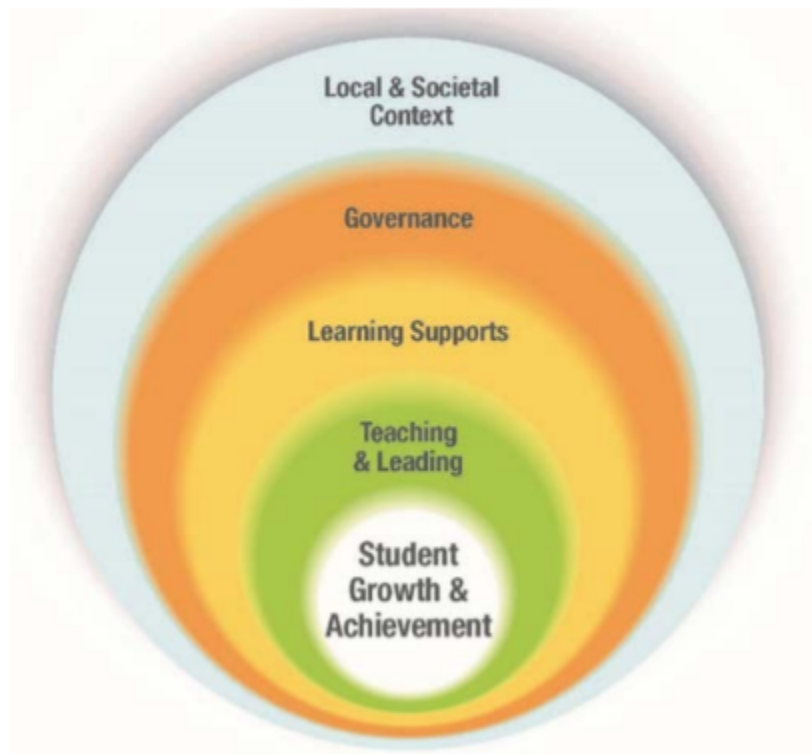 Local & Societal
Context
Governance
Learning Supports
Teaching
& Leading
Student
Growth &
Achievement